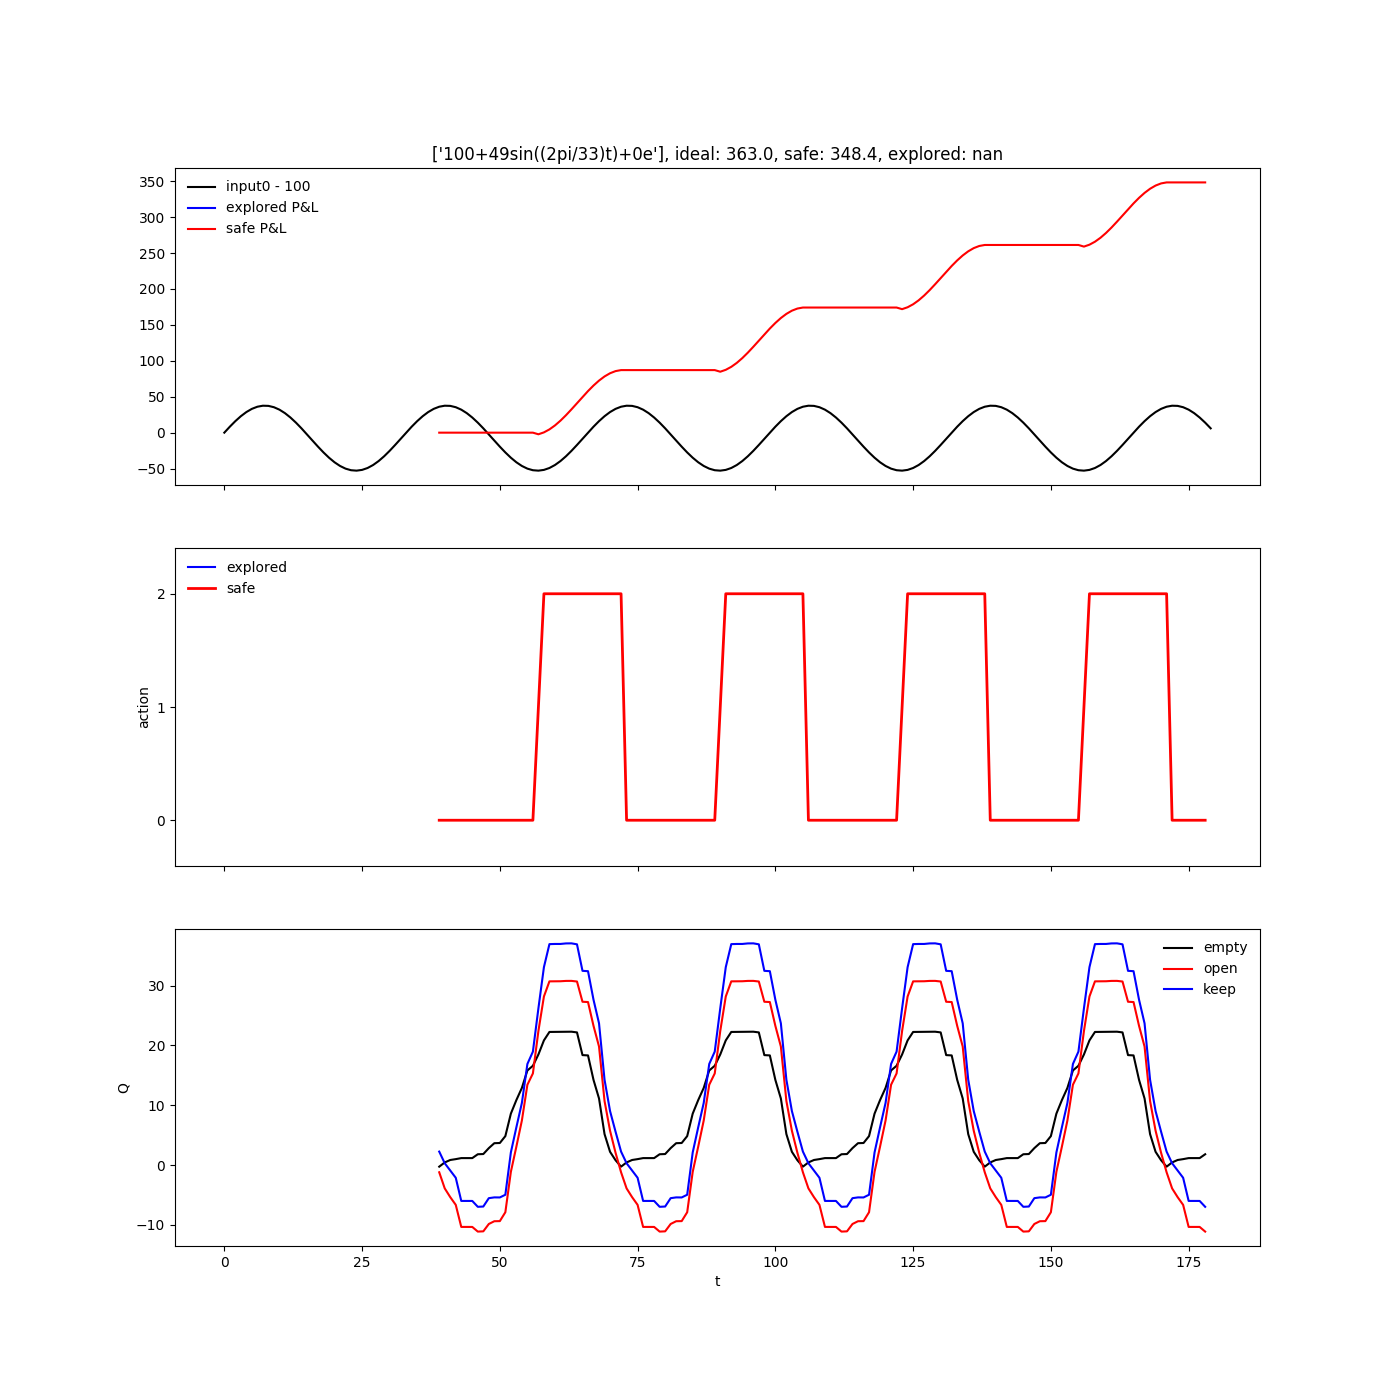 ['100+49sin((2pi/33)t)+0e'], ideal: 363.0, safe: 348.4, explored: nan
350
300
250
200
150
100
50
0
−50
input0 - 100
explored P&L
safe P&L
2
1
0
action
explored
safe
30
20
10
0
−10
Q
empty
open
keep
0 25 50 75 100 125 150 175
t